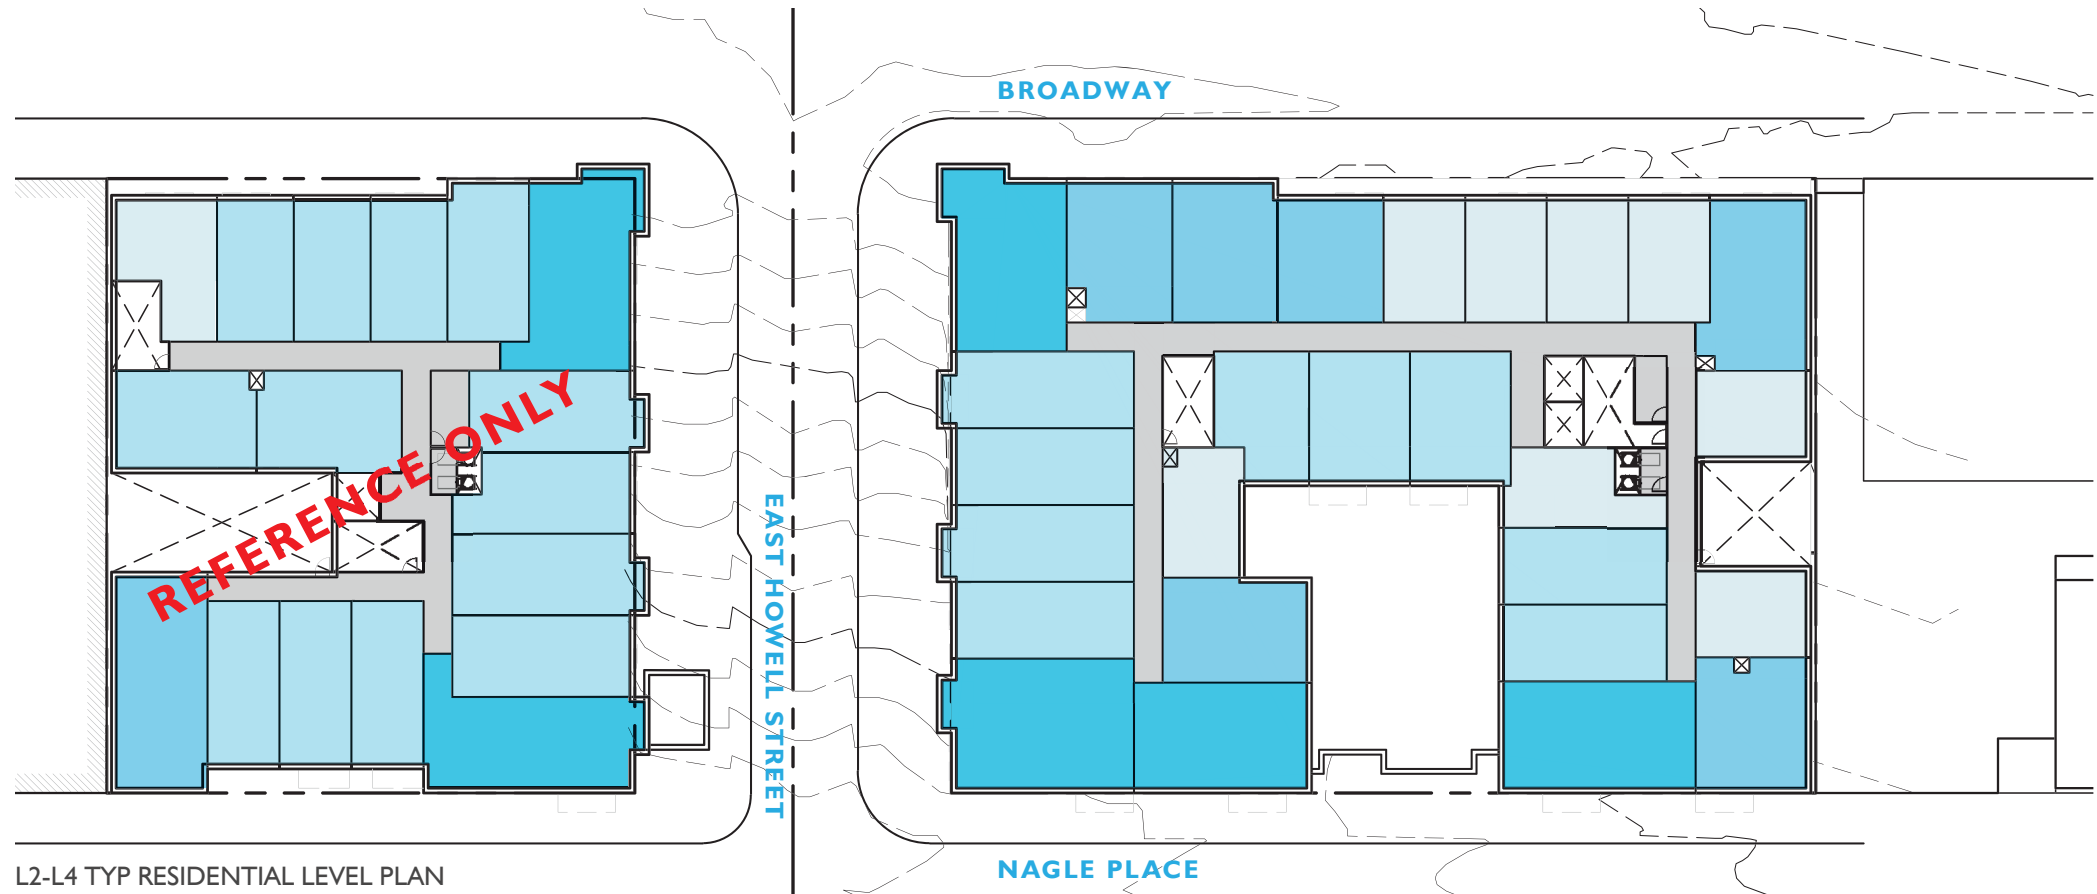 BROADWAY
REFERENCE ONLY
EAST HOWELL STREET
NAGLE PLACE
L2-L4 TYP RESIDENTIAL LEVEL PLAN